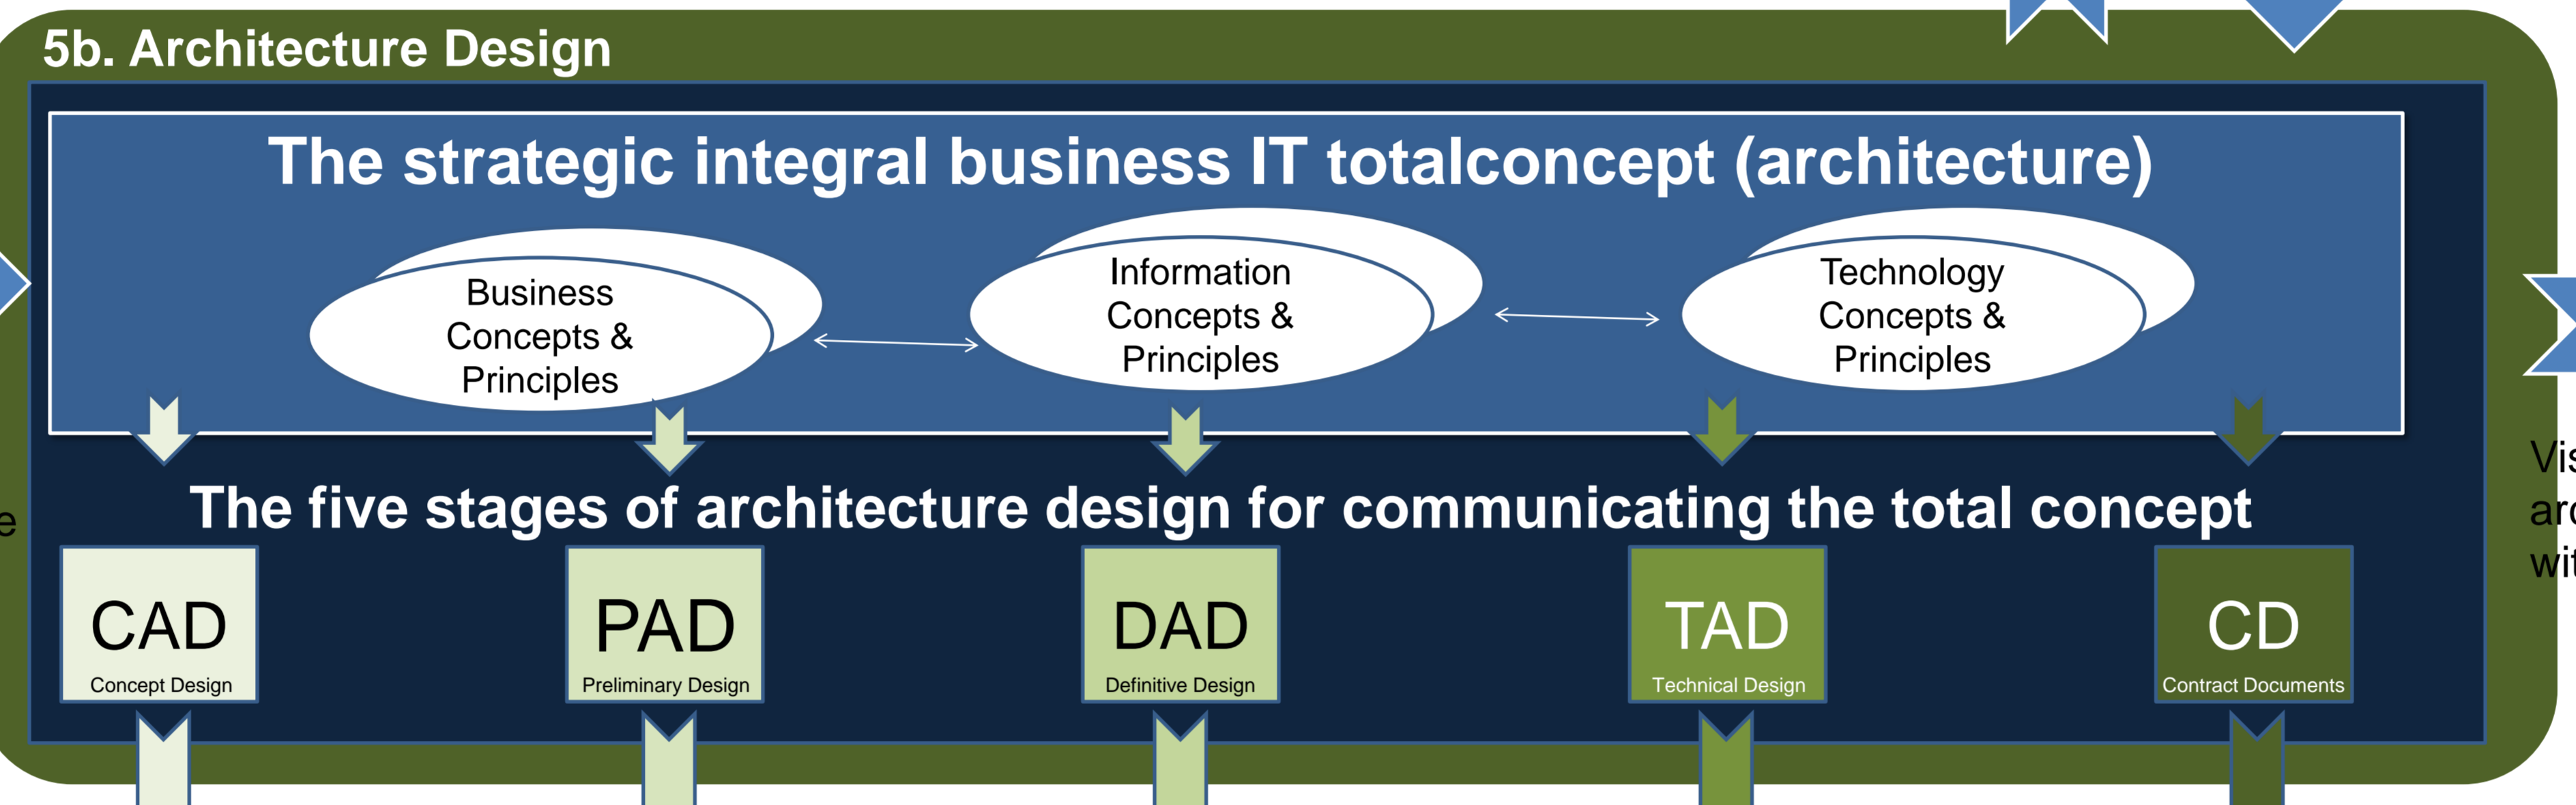 5b. Architecture Design
The strategic integral business IT totalconcept (architecture)
Business
Concepts &
Principles
Information
Concepts &
Principles
Technology
Concepts &
Principles
The five stages of architecture design for communicating the total concept
CAD
Concept Design
PAD
Preliminary Design
DAD
Definitive Design
TAD
Technical Design
CD
Contract Documents